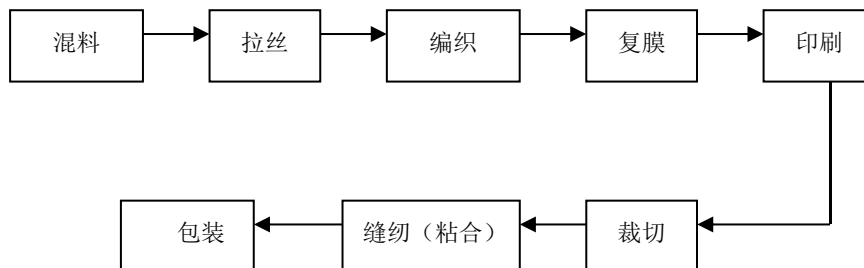 混料 拉丝 编织 复膜 印刷
包装 缝纫（粘合） 裁切